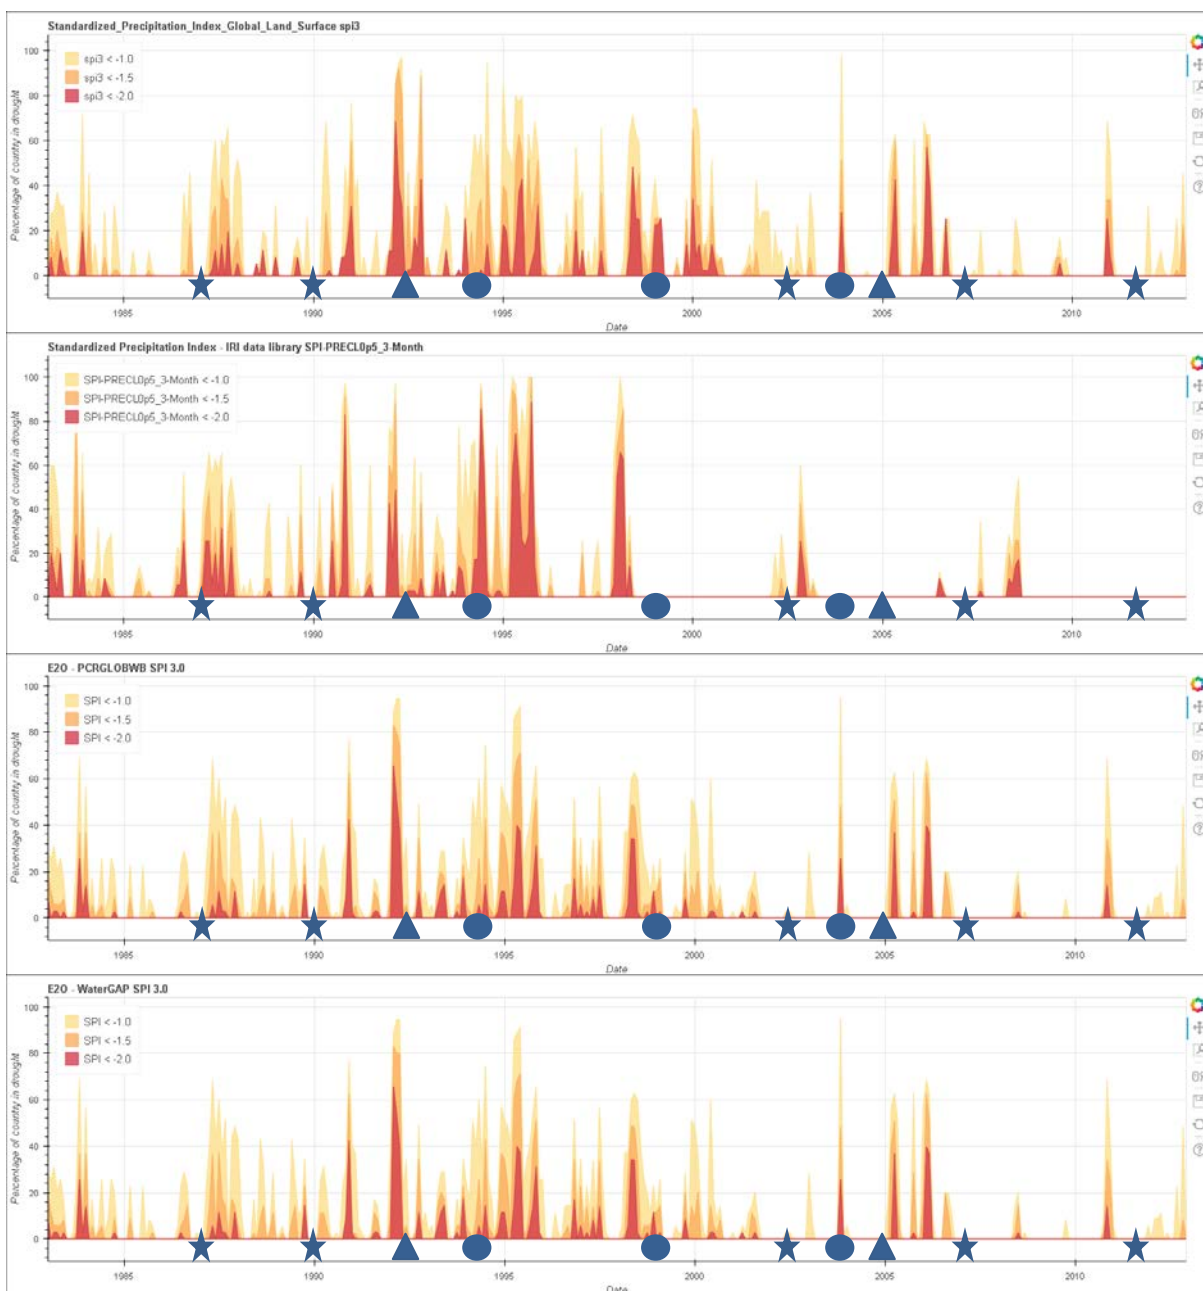 Standardized_Precipitation_Index_Global_Land_Surface spi3
100
80
60
40
20
0
Percentage of country in drought
spi3 < -1.0
spi3 < -1.5
spi3 < -2.0
1985 1990 1995 2000 2005 2010
Date
Standardized Precipitation Index - IRI data library SPI-PRECL0p5_3-Month
100
80
60
40
20
0
Percentage of country in drought
SPI-PRECL0p5_3-Month < -1.0
SPI-PRECL0p5_3-Month < -1.5
SPI-PRECL0p5_3-Month < -2.0
1985 1990 1995 2000 2005 2010
Date
E2O - PCRGLOBWB SPI 3.0
100
80
60
40
20
0
Percentage of country in drought
SPI < -1.0
SPI < -1.5
SPI < -2.0
1985 1990 1995 2000 2005 2010
Date
E2O - WaterGAP SPI 3.0
100
80
60
40
20
0
Percentage of country in drought
SPI < -1.0
SPI < -1.5
SPI < -2.0
1985 1990 1995 2000 2005 2010
Date